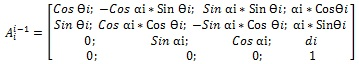 A_i^{i-1} = [Cos Θi; −Cos αi * Sin Θi; Sin αi * Sin Θi; αi * CosΘi
Sin Θi; Cos αi * Cos Θi; −Sin αi * Cos Θi; αi * SinΘi
0; Sin αi; Cos αi; di
0; 0; 0; 1]